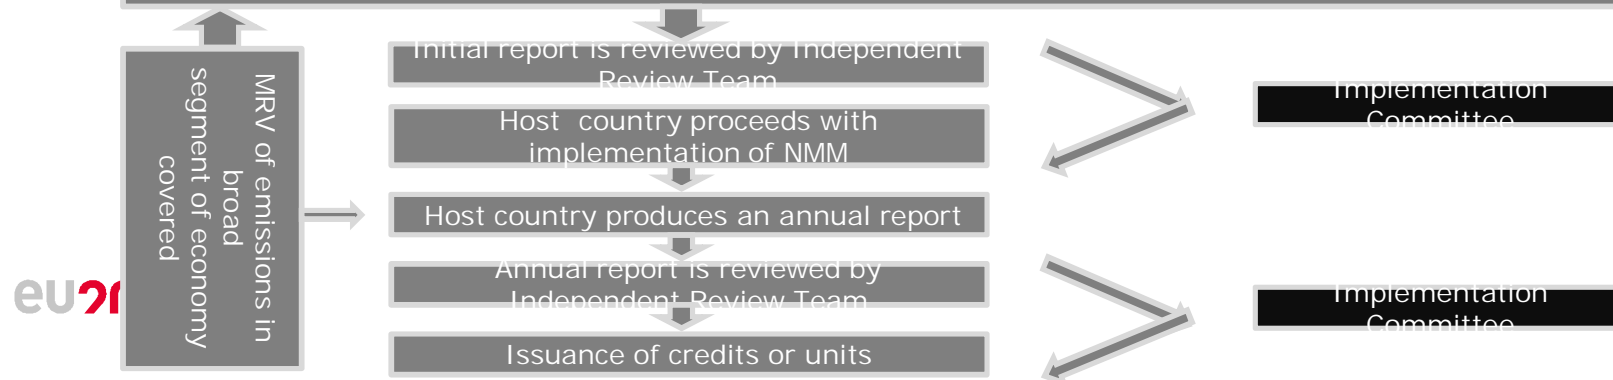 Initial report is reviewed by Independent
Review Team
Implementation
Committee
Host country proceeds with
implementation of NMM
MRV of emissions in
broad
segment of economy
covered
Host country produces an annual report
Annual report is reviewed by
Independent Review Team
Implementation
Committee
Issuance of credits or units
eu2